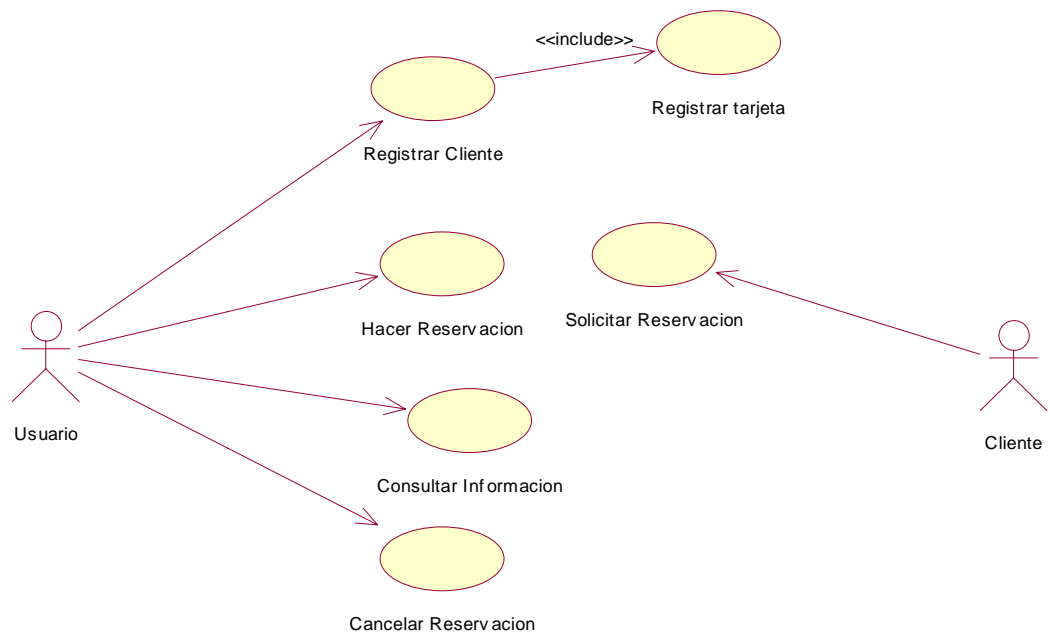 <<include>>
Registrar tarjeta
Registrar Cliente
Solicitar Reservacion
Hacer Reservacion
Usuario
Cliente
Consultar Informacion
Cancelar Reservacion